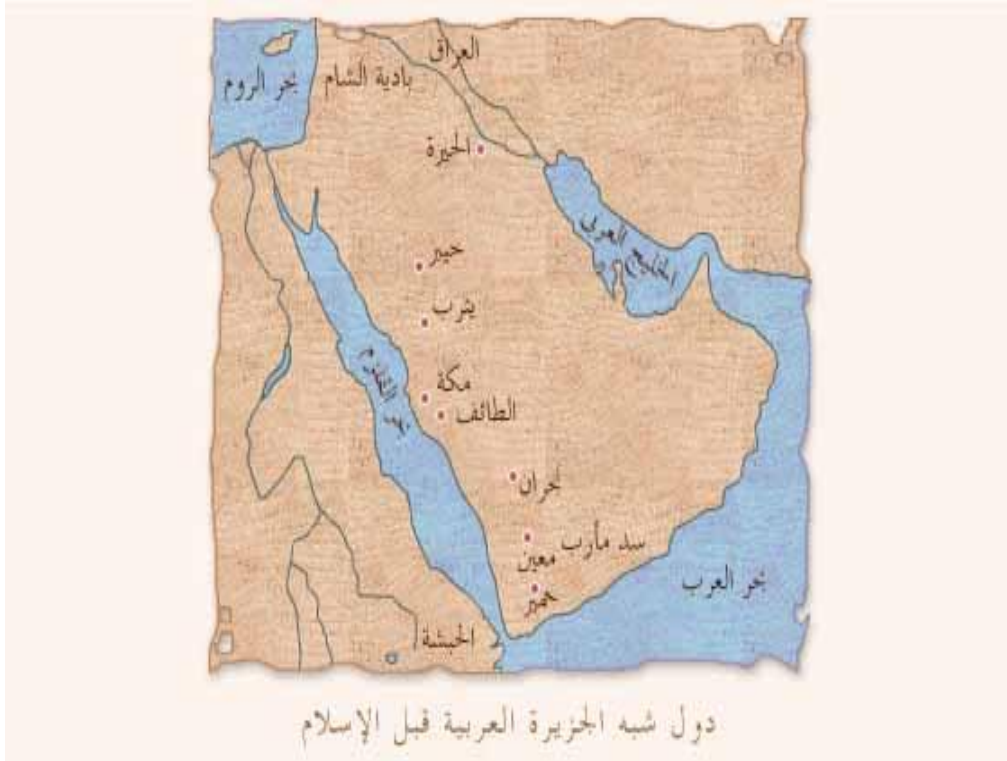 العراق
بادية الشام
بحر الروم
الحيرة
الخليج العربي
خيبر
يثرب
مكة
الطائف
بحر القلزم
نجران
سد مأرب
معين
حمير
بحر العرب
الحبشة
دول شبه الجزيرة العربية قبل الإسلام